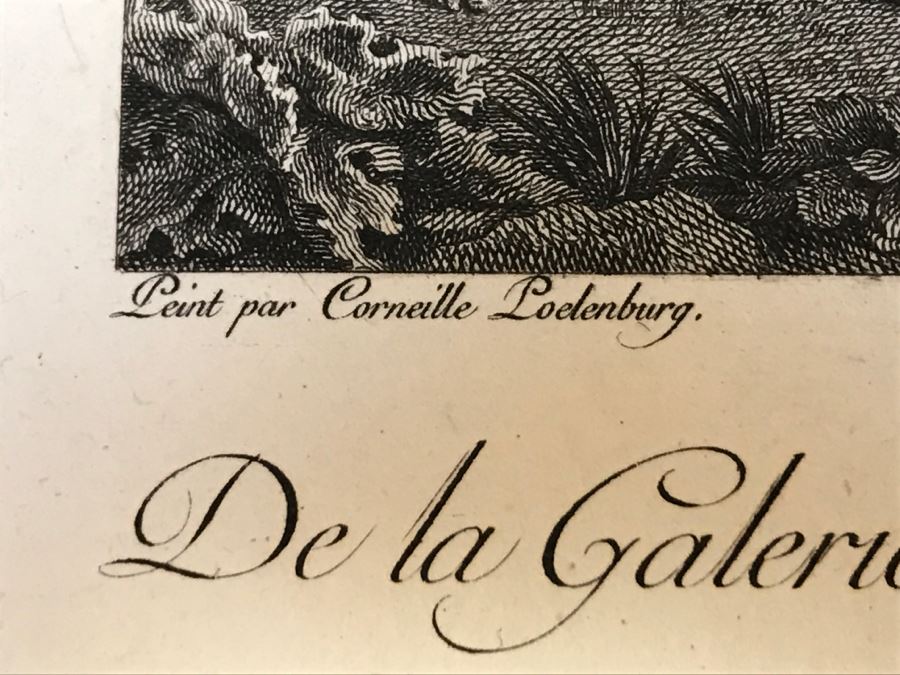 Peint par Corneille Poelenburg.
De la Galerie